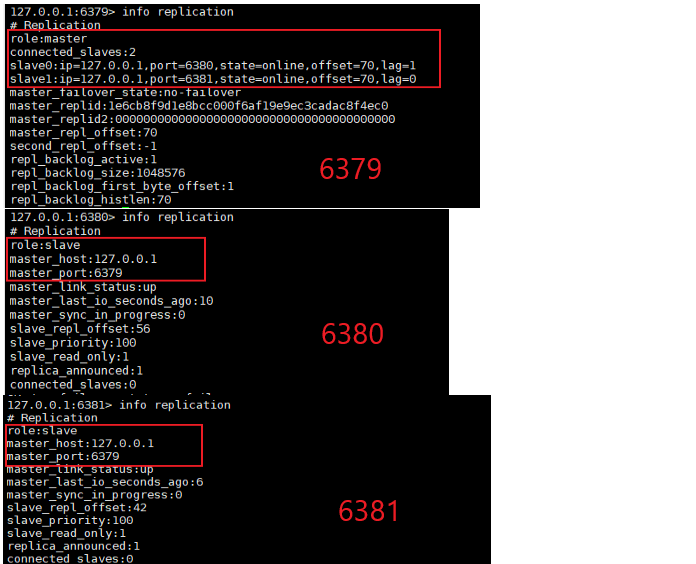 127.0.0.1:6379> info replication
# Replication
role:master
connected_slaves:2
slave0:ip=127.0.0.1,port=6380,state=online,offset=70,lag=1
slave1:ip=127.0.0.1,port=6381,state=online,offset=70,lag=0
master_failover_state:no-failover
master_replid:1e6cb8f9d1e8bcc000f6af19e9ec3cadac8f4ec0
master_replid2:0000000000000000000000000000000000000000
master_repl_offset:70
second_repl_offset:-1
repl_backlog_active:1
repl_backlog_size:1048576
repl_backlog_first_byte_offset:1
repl_backlog_histlen:70
6379
127.0.0.1:6380> info replication
# Replication
role:slave
master_host:127.0.0.1
master_port:6379
master_link_status:up
master_last_io_seconds_ago:10
master_sync_in_progress:0
slave_repl_offset:56
slave_priority:100
slave_read_only:1
replica_announced:1
connected_slaves:0
6380
127.0.0.1:6381> info replication
# Replication
role:slave
master_host:127.0.0.1
master_port:6379
master_link_status:up
master_last_io_seconds_ago:6
master_sync_in_progress:0
slave_repl_offset:42
slave_priority:100
slave_read_only:1
replica_announced:1
connected_slaves:0
6381